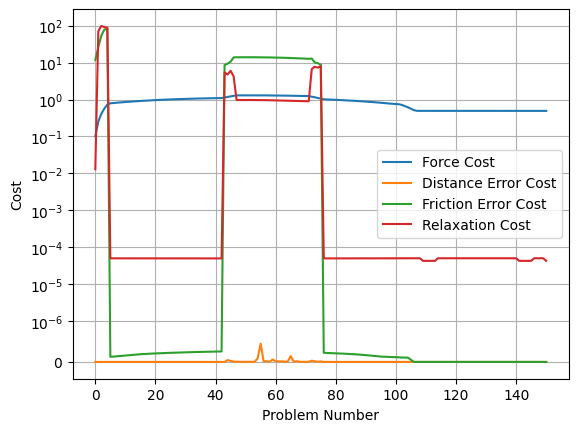 10²
10¹
10⁰
10⁻¹
10⁻²
10⁻³
10⁻⁴
10⁻⁵
10⁻⁶
0
Cost
Force Cost
Distance Error Cost
Friction Error Cost
Relaxation Cost
0 20 40 60 80 100 120 140
Problem Number